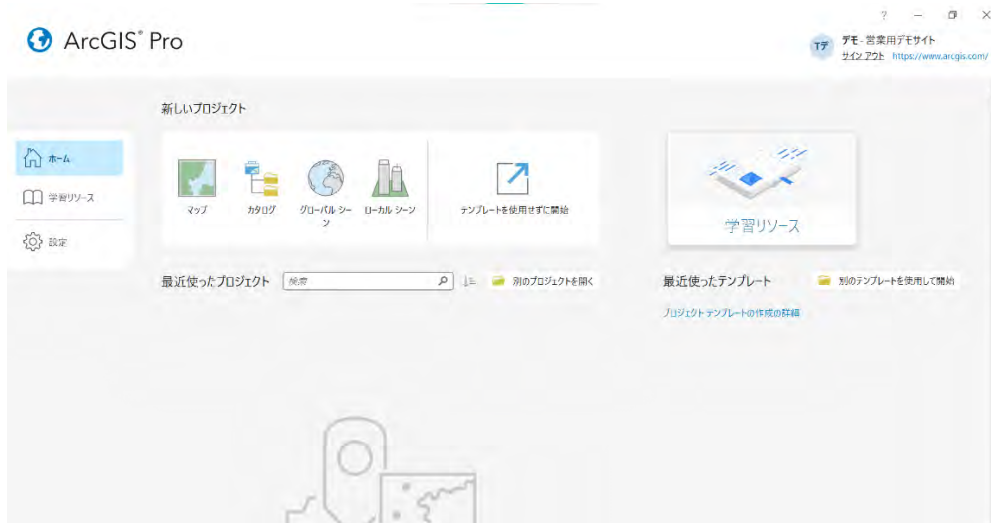 ArcGIS® Pro
?
Tデ
デモ - 営業用デモサイト
サイン アウト https://www.arcgis.com/
新しいプロジェクト
ホーム
学習リソース
設定
マップ
カタログ
グローバル シー
ン
ローカル シーン
テンプレートを使用せずに開始
学習リソース
最近使ったプロジェクト
検索
別のプロジェクトを開く
最近使ったテンプレート
別のテンプレートを使用して開始
プロジェクト テンプレートの作成の詳細